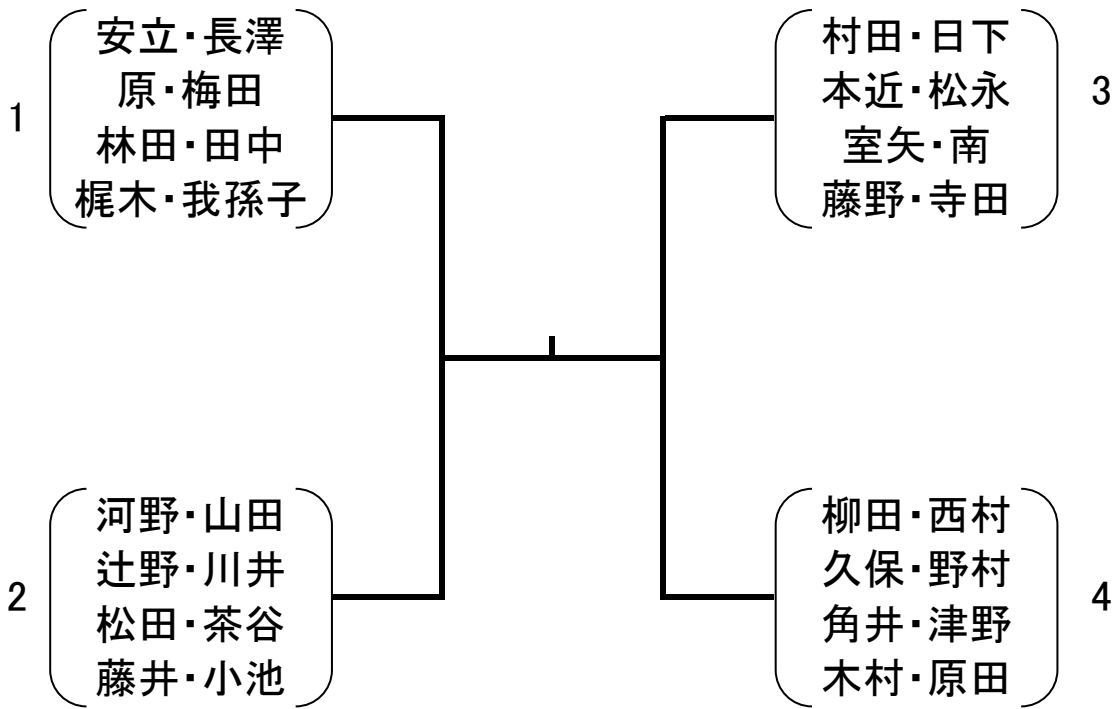 1
安立・長澤
原・梅田
林田・田中
梶木・我孫子
2
河野・山田
辻野・川井
松田・茶谷
藤井・小池
3
村田・日下
本近・松永
室矢・南
藤野・寺田
4
柳田・西村
久保・野村
角井・津野
木村・原田